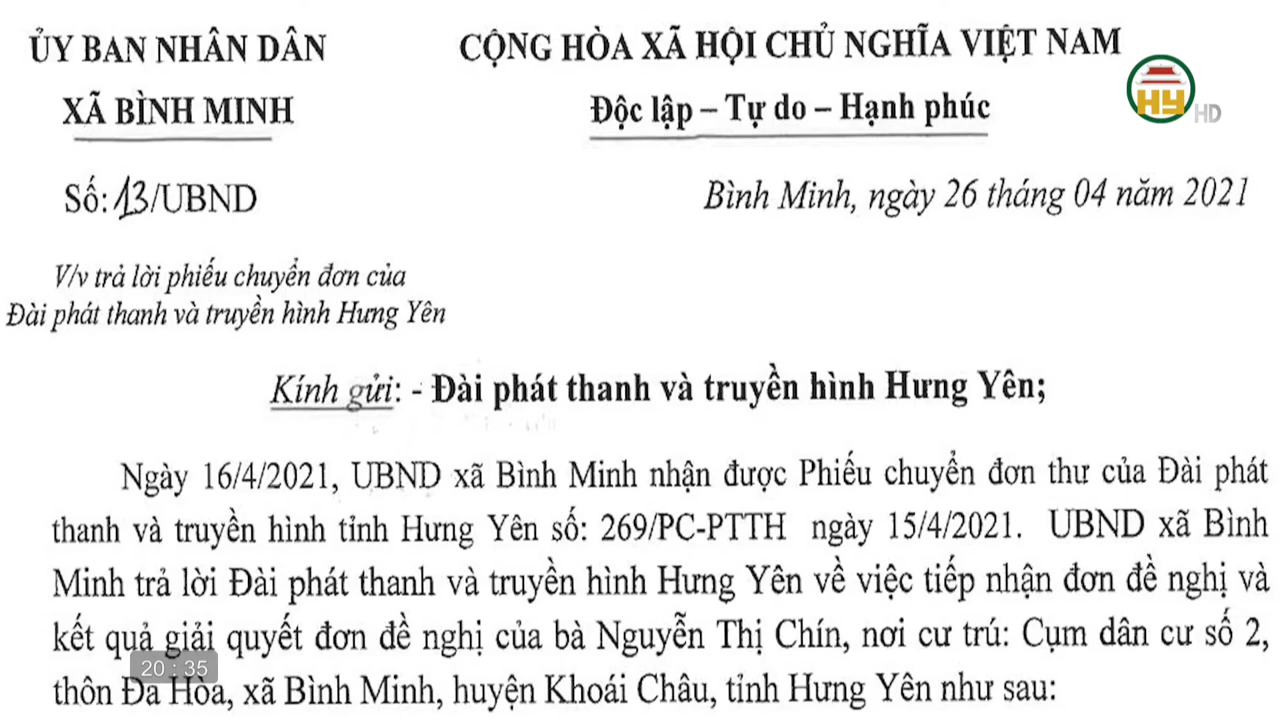 ỦY BAN NHÂN DÂN
XÃ BÌNH MINH
CỘNG HÒA XÃ HỘI CHỦ NGHĨA VIỆT NAM
Độc lập – Tự do – Hạnh phúc
HY HD
Số: 13/UBND
Bình Minh, ngày 26 tháng 04 năm 2021
V/v trả lời phiếu chuyển đơn của
Đài phát thanh và truyền hình Hưng Yên
Kính gửi: - Đài phát thanh và truyền hình Hưng Yên;
Ngày 16/4/2021, UBND xã Bình Minh nhận được Phiếu chuyển đơn thư của Đài phát
thanh và truyền hình tỉnh Hưng Yên số: 269/PC-PTTH ngày 15/4/2021. UBND xã Bình
Minh trả lời Đài phát thanh và truyền hình Hưng Yên về việc tiếp nhận đơn đề nghị và
kết quả giải quyết đơn đề nghị của bà Nguyễn Thị Chín, nơi cư trú: Cụm dân cư số 2,
20 : 35
thôn Đa Hòa, xã Bình Minh, huyện Khoái Châu, tỉnh Hưng Yên như sau: